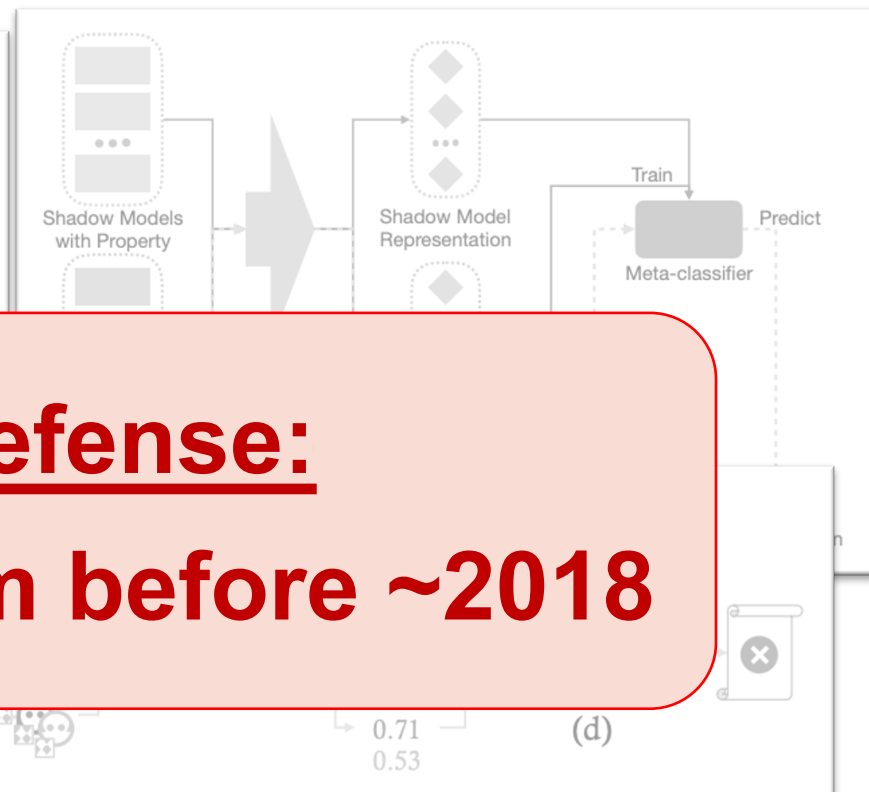 Train
Shadow Models
with Property
Shadow Model
Representation
Predict
Meta-classifier
efense:
m before ~2018
n
0.71
0.53
(d)